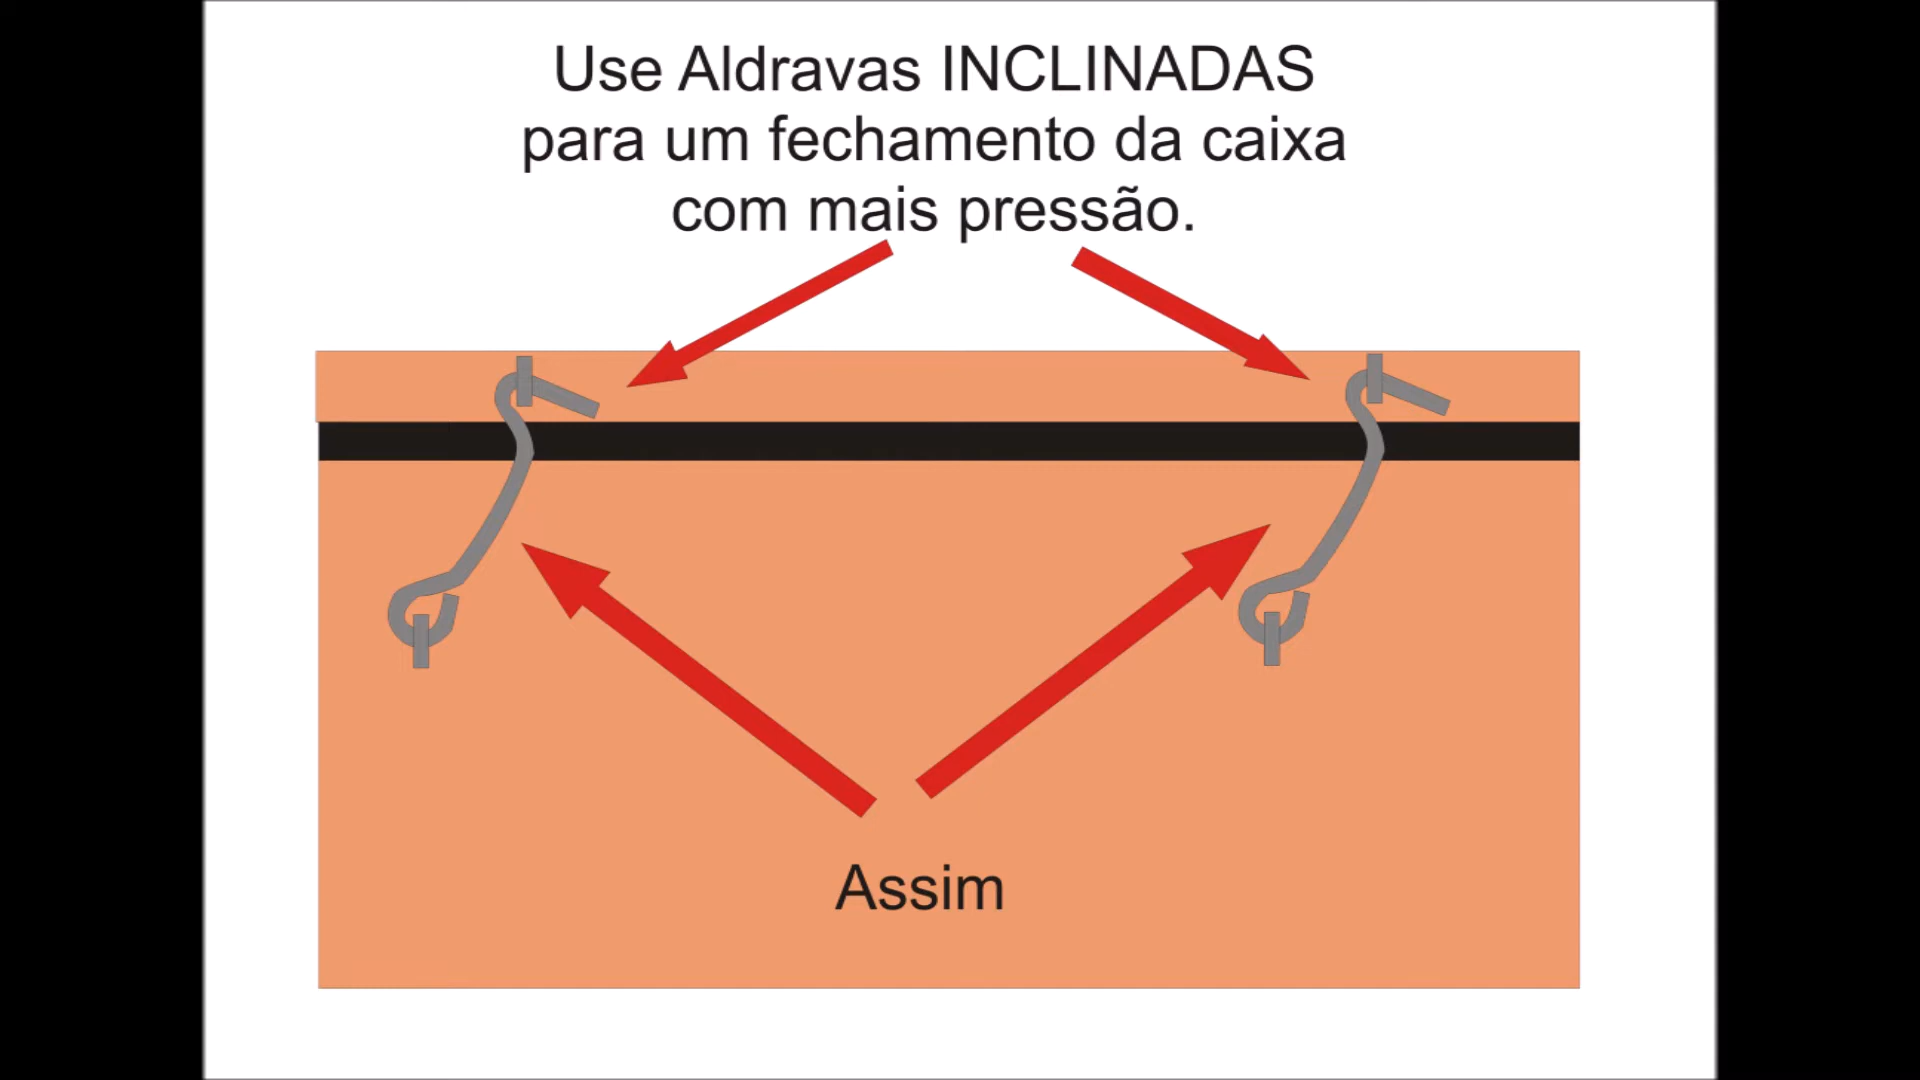 Use Aldravas INCLINADAS
para um fechamento da caixa
com mais pressão.
Assim